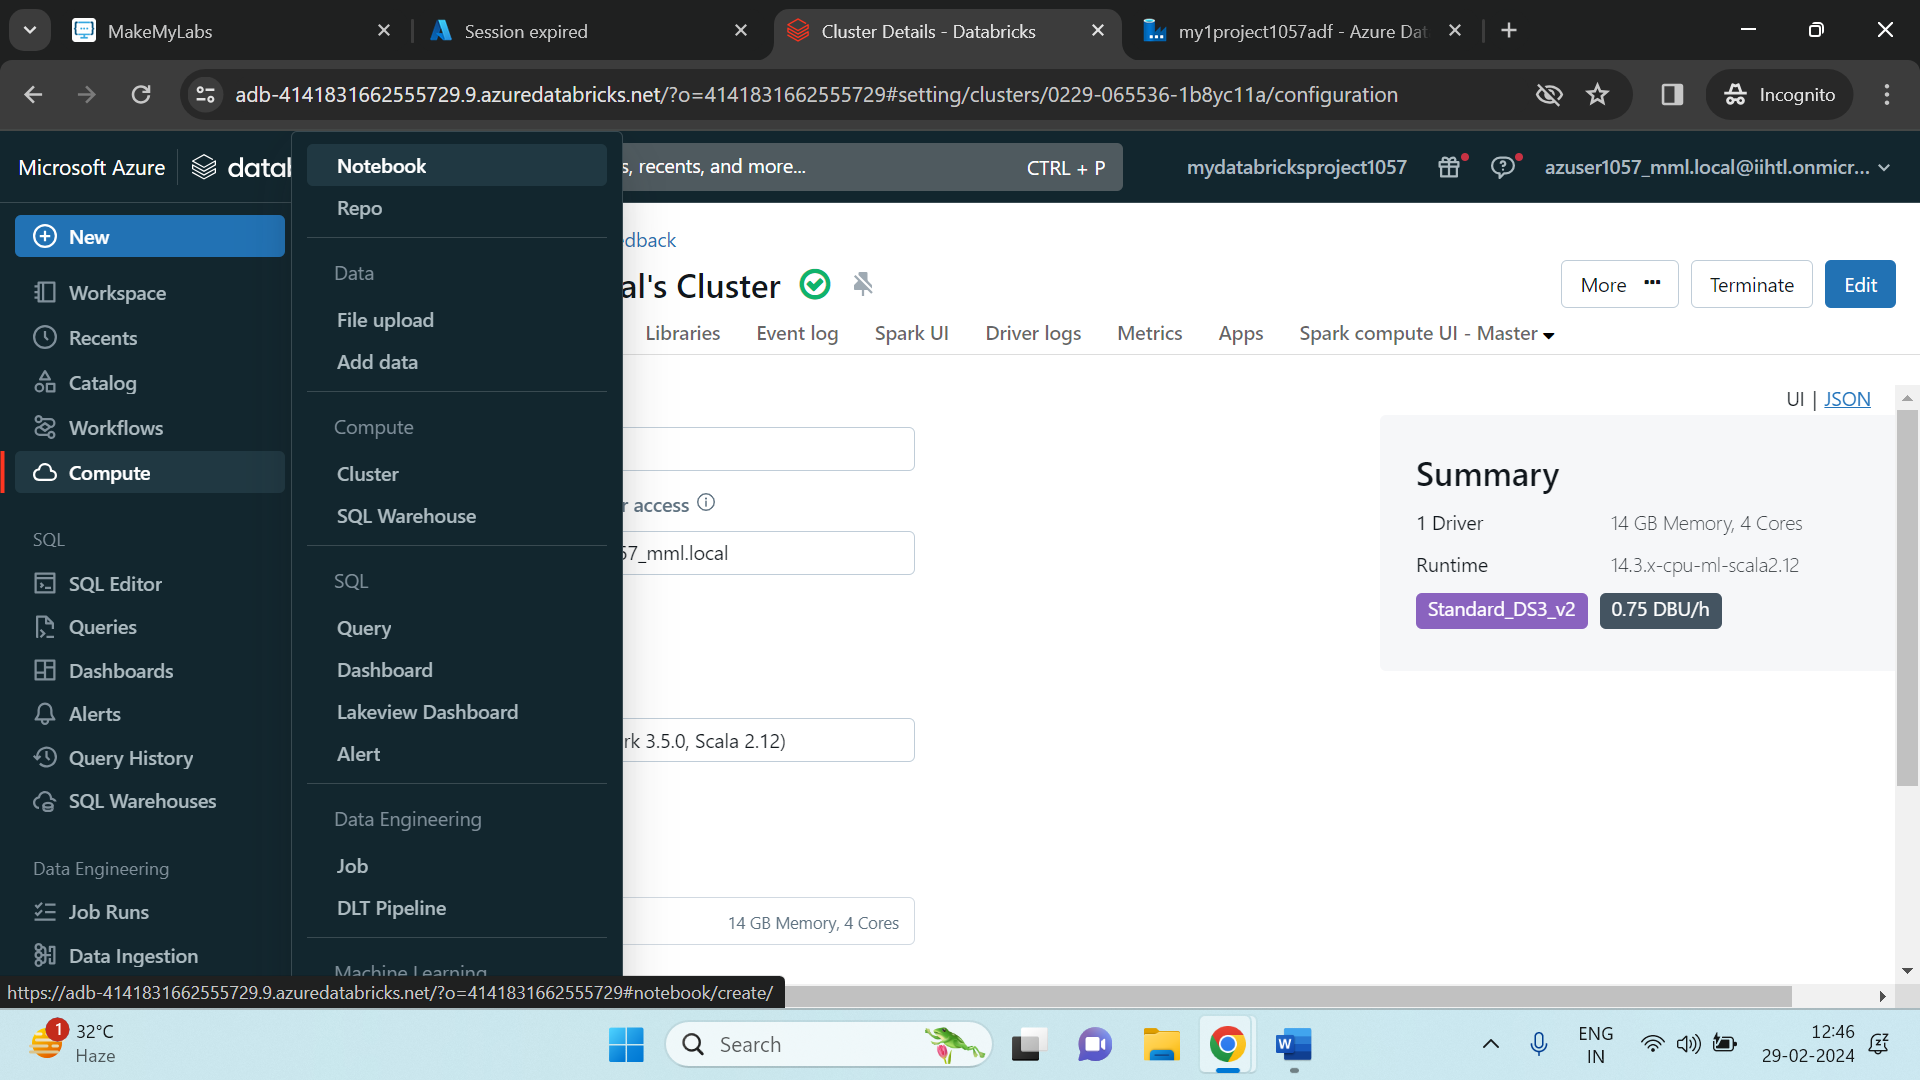 MakeMyLabs
Session expired
Cluster Details - Databricks
my1project1057adf - Azure Dat
adb-4141831662555729.9.azuredatabricks.net/?o=4141831662555729#setting/clusters/0229-065536-1b8yc11a/configuration
Incognito
Microsoft Azure
datab
s, recents, and more...
CTRL + P
mydatabricksproject1057
azuser1057_mml.local@iihtl.onmicr...
New
Workspace
Recents
Catalog
Workflows
Compute
SQL
SQL Editor
Queries
Dashboards
Alerts
Query History
SQL Warehouses
Data Engineering
Job Runs
Data Ingestion
Notebook
Repo
Data
File upload
Add data
Compute
Cluster
SQL Warehouse
SQL
Query
Dashboard
Lakeview Dashboard
Alert
Data Engineering
Job
DLT Pipeline
Machine Learning
edback
al's Cluster
More ···
Terminate
Edit
Libraries
Event log
Spark UI
Driver logs
Metrics
Apps
Spark compute UI - Master
UI | JSON
r access
57_mml.local
rk 3.5.0, Scala 2.12)
14 GB Memory, 4 Cores
Summary
1 Driver
14 GB Memory, 4 Cores
Runtime
14.3.x-cpu-ml-scala2.12
Standard_DS3_v2
0.75 DBU/h
https://adb-4141831662555729.9.azuredatabricks.net/?o=4141831662555729#notebook/create/
1
32°C
Haze
Search
W
ENG
IN
12:46
29-02-2024